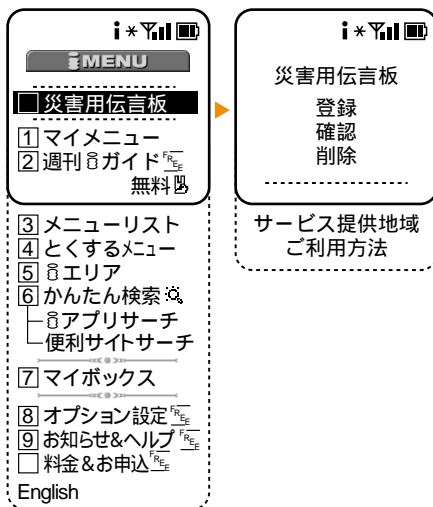 iMENU
災害用伝言板
1 マイメニュー
2 週刊iガイド FREE
無料
3 メニューリスト
4 とくするメニュー
5 iエリア
6 かんたん検索
iアプリサーチ
便利サイトサーチ
7 マイボックス
8 オプション設定 FREE
9 お知らせ&ヘルプ FREE
料金&お申込 FREE
English
災害用伝言板
登録
確認
削除
サービス提供地域
ご利用方法